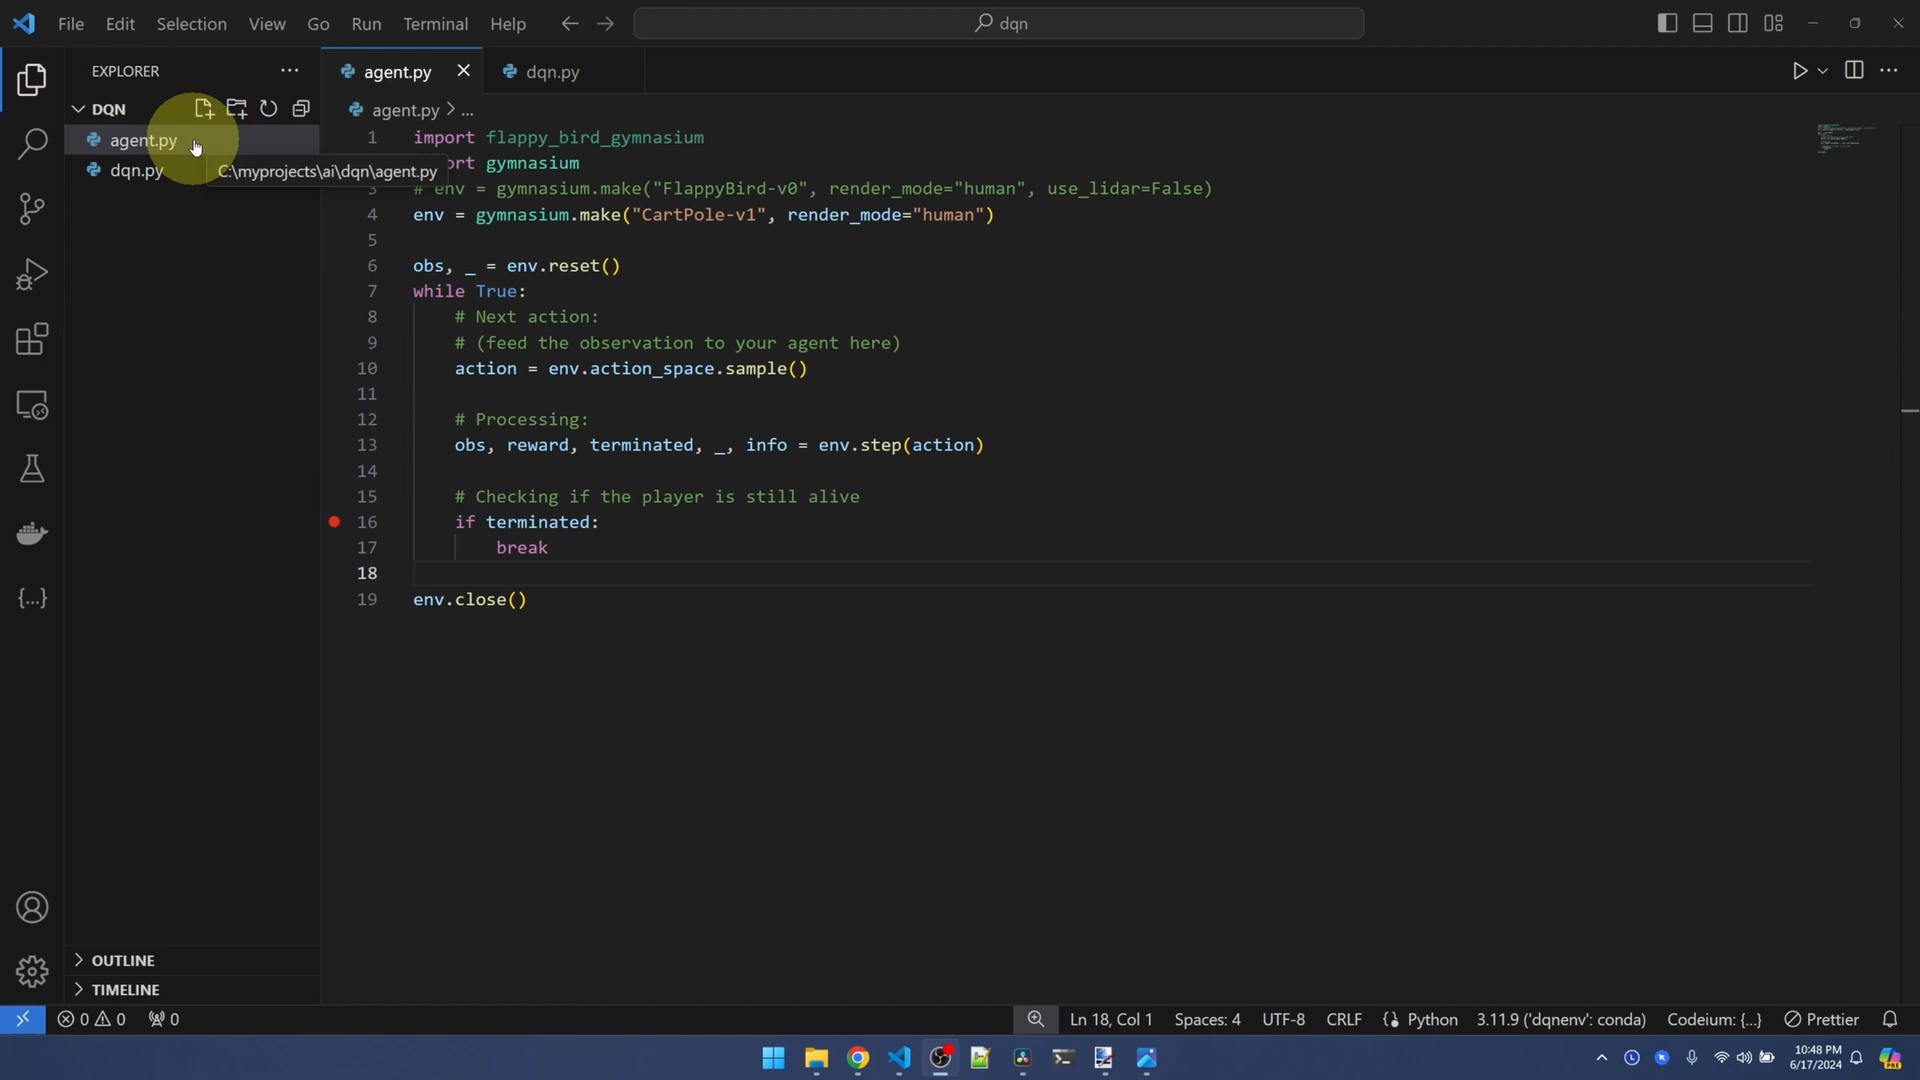 File Edit Selection View Go Run Terminal Help
dqn
EXPLORER
DQN
agent.py
dqn.py
C:\myprojects\ai\dqn\agent.py
agent.py
dqn.py
agent.py > ...
1 import flappy_bird_gymnasium
ort gymnasium
3 # env = gymnasium.make("FlappyBird-v0", render_mode="human", use_lidar=False)
4 env = gymnasium.make("CartPole-v1", render_mode="human")
5
6 obs, _ = env.reset()
7 while True:
8 # Next action:
9 # (feed the observation to your agent here)
10 action = env.action_space.sample()
11
12 # Processing:
13 obs, reward, terminated, _, info = env.step(action)
14
15 # Checking if the player is still alive
16 if terminated:
17 break
18
19 env.close()
OUTLINE
TIMELINE
0 0 0
Ln 18, Col 1 Spaces: 4 UTF-8 CRLF Python 3.11.9 ('dqnenv': conda) Codeium: {...} Prettier
10:48 PM
6/17/2024